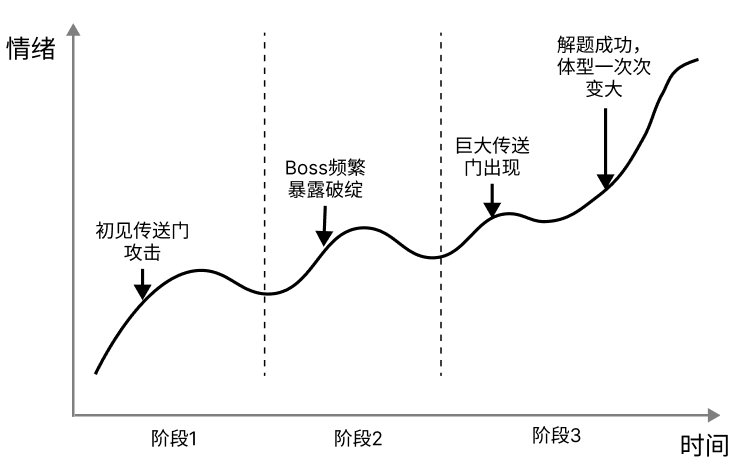 情绪
解题成功，
体型一次次
变大
巨大传送
门出现
Boss频繁
暴露破绽
初见传送门
攻击
阶段1
阶段2
阶段3
时间